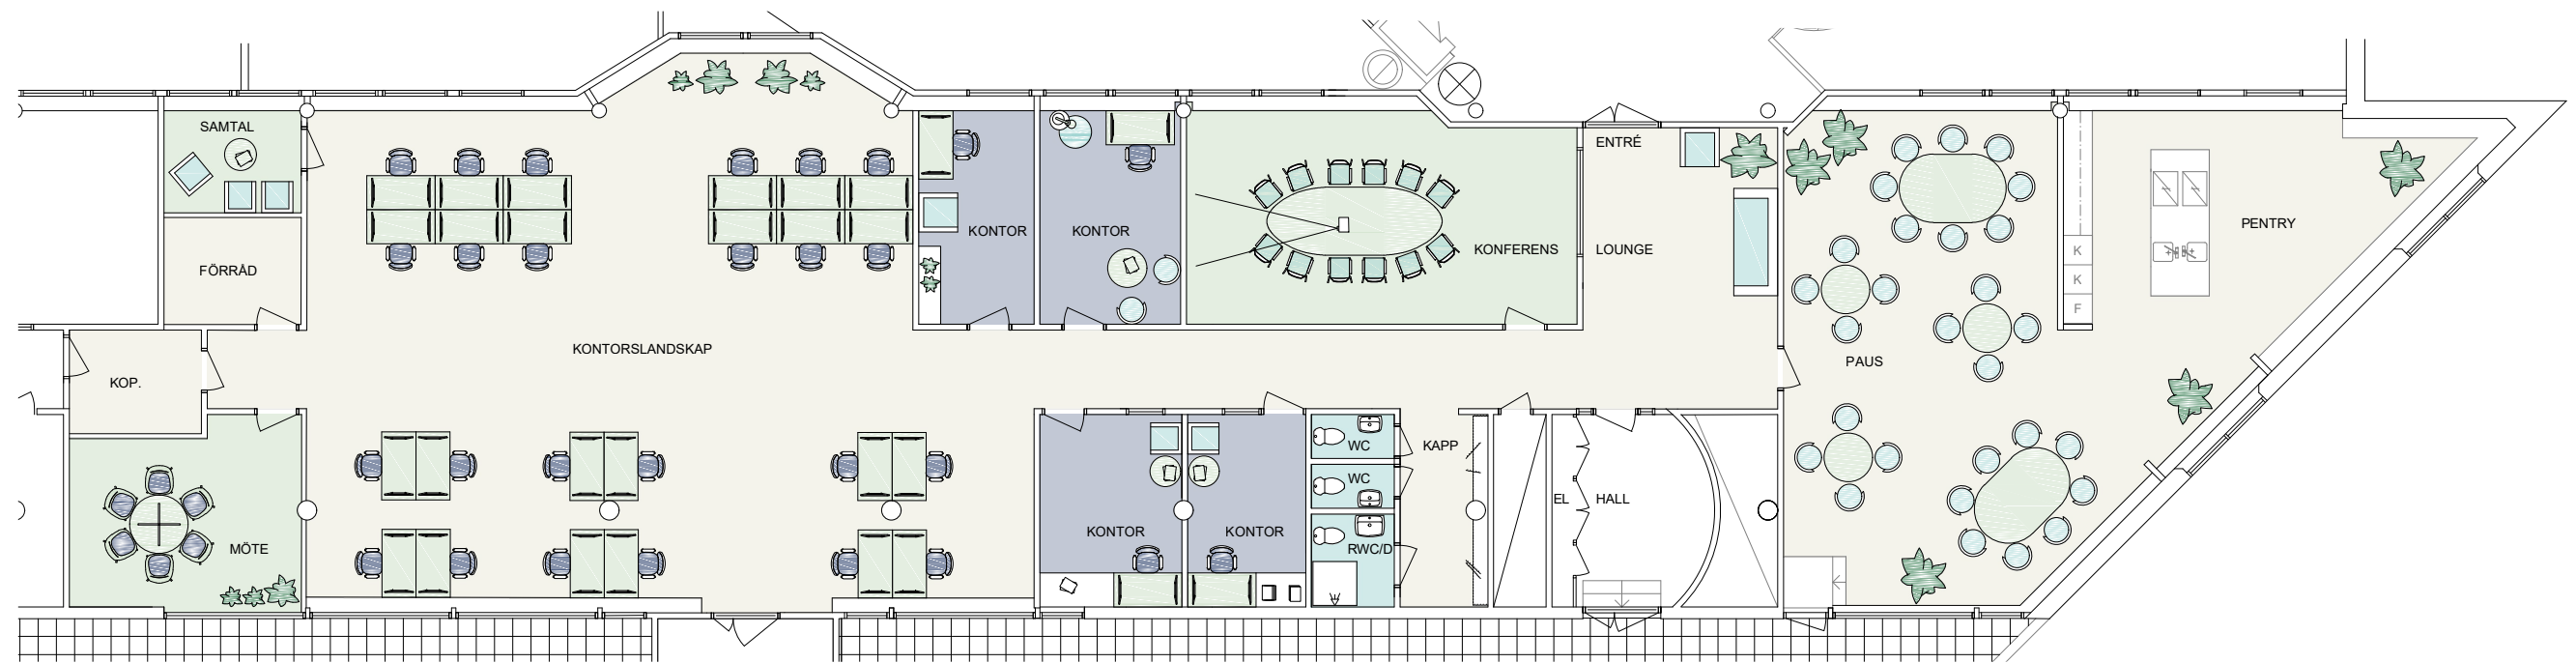 SAMTAL
FÖRRÅD
KOP.
MÖTE
KONTORSLANDSKAP
KONTOR
KONTOR
KONFERENS
ENTRÉ
LOUNGE
KONTOR
KONTOR
WC
WC
RWC/D
KAPP
EL
HALL
PAUS
K
K
F
PENTRY